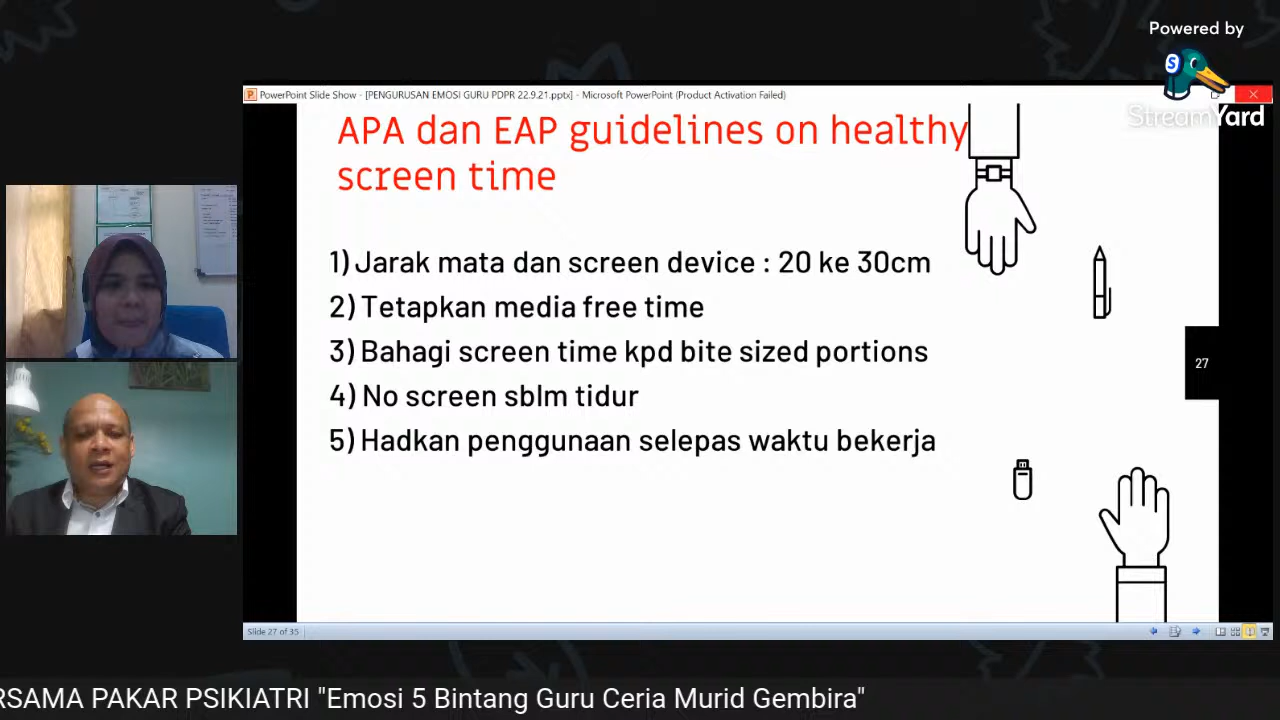 Powered by
StreamYard
PowerPoint Slide Show - [PENGURUSAN EMOSI GURU PDPR 22.9.21.pptx] - Microsoft PowerPoint (Product Activation Failed)
APA dan EAP guidelines on healthy
screen time
1) Jarak mata dan screen device : 20 ke 30cm
2) Tetapkan media free time
3) Bahagi screen time kpd bite sized portions
4) No screen sblm tidur
5) Hadkan penggunaan selepas waktu bekerja
27
Slide 27 of 35
RSAMA PAKAR PSIKIATRI "Emosi 5 Bintang Guru Ceria Murid Gembira"